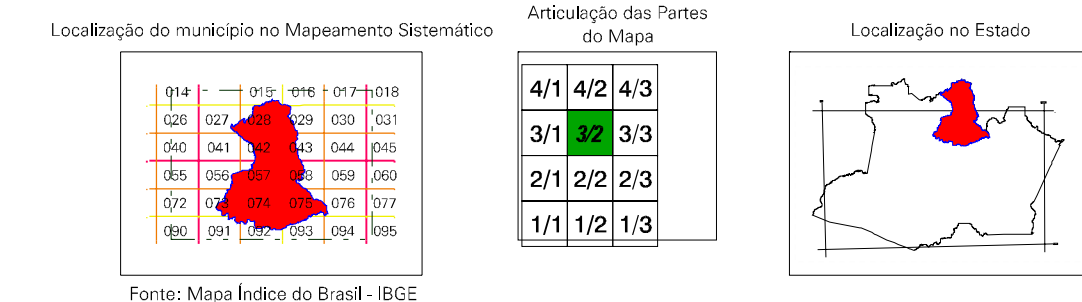 Localização do município no Mapeamento Sistemático
014 015 016 017 018
026 027 028 029 030 031
040 041 042 043 044 045
055 056 057 058 059 060
072 073 074 075 076 077
090 091 092 093 094 095
Fonte: Mapa Índice do Brasil - IBGE
Articulação das Partes
do Mapa
4/1 4/2 4/3
3/1 3/2 3/3
2/1 2/2 2/3
1/1 1/2 1/3
Localização no Estado